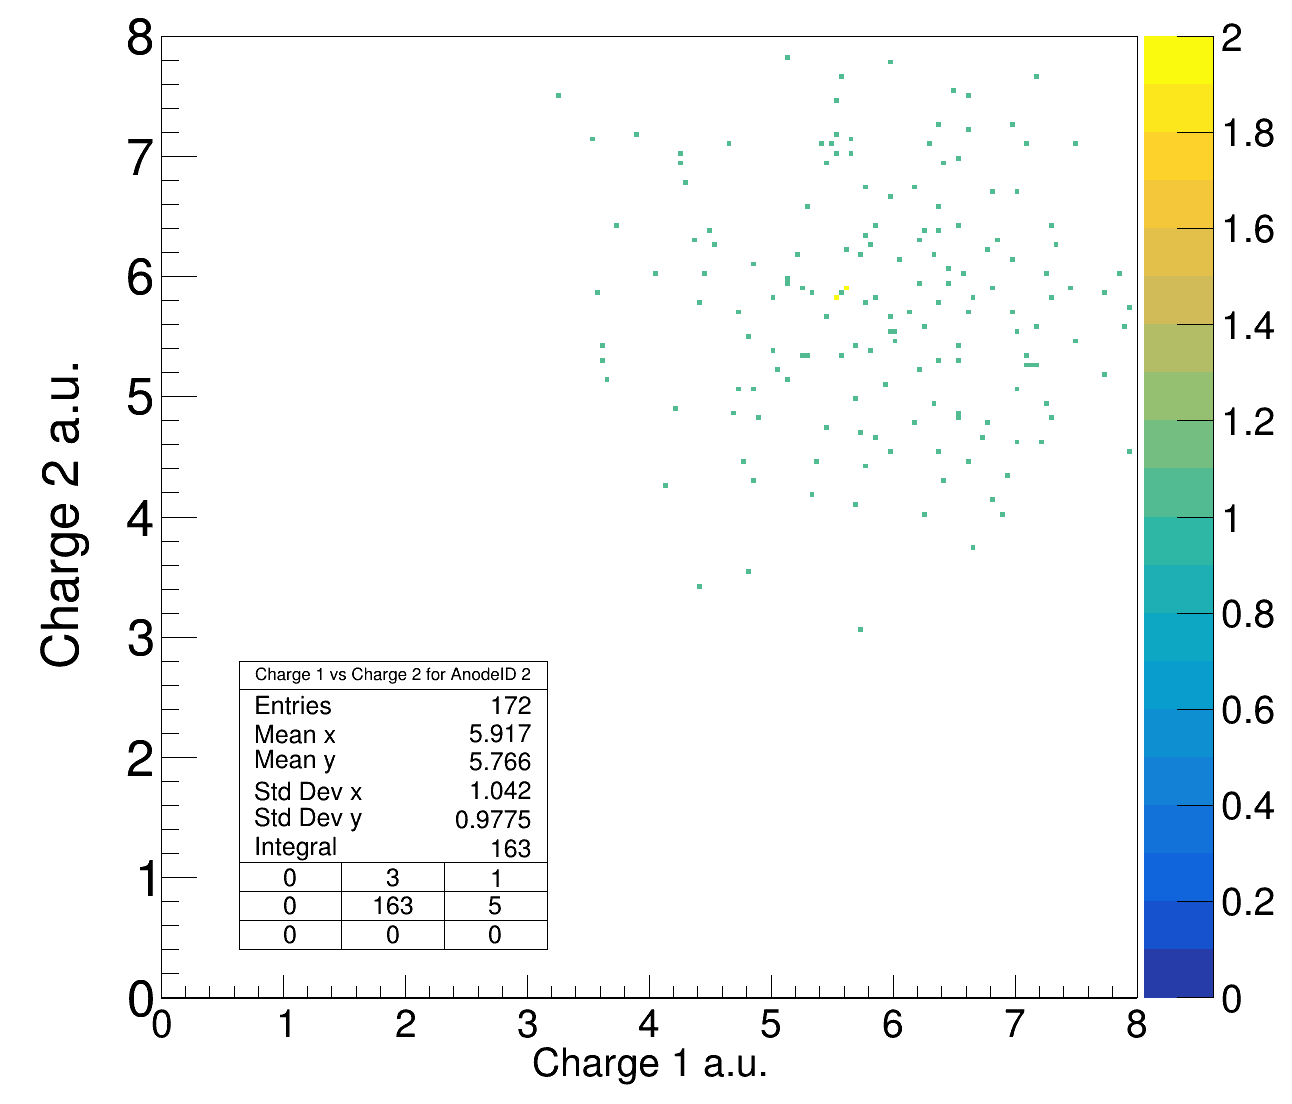 8
7
6
5
4
3
2
1
0
Charge 2 a.u.
0 1 2 3 4 5 6 7 8
Charge 1 a.u.
Charge 1 vs Charge 2 for AnodeID 2
Entries 172
Mean x 5.917
Mean y 5.766
Std Dev x 1.042
Std Dev y 0.9775
Integral 163
0 3 1
0 163 5
0 0 0
2
1.8
1.6
1.4
1.2
1
0.8
0.6
0.4
0.2
0